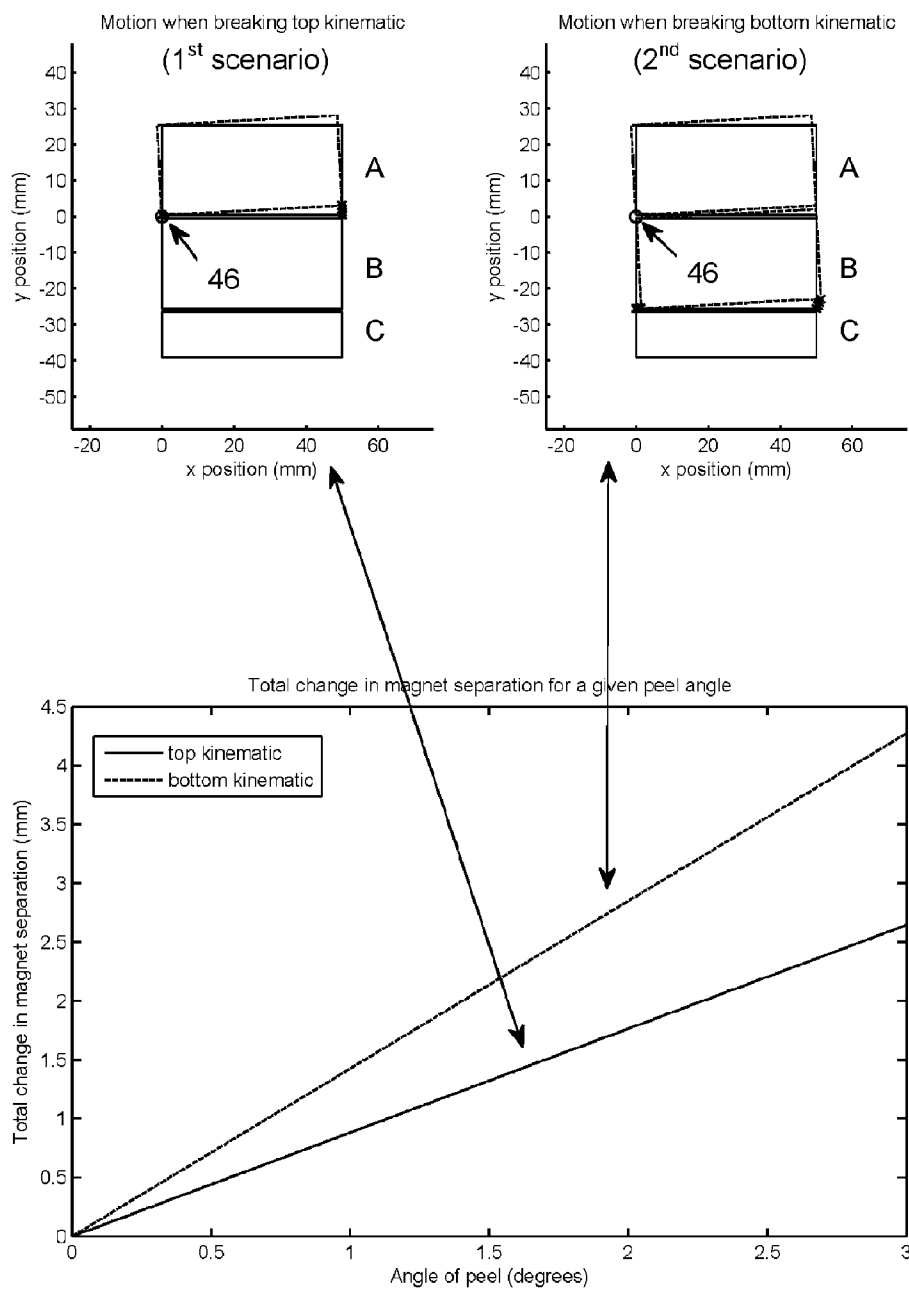 Motion when breaking top kinematic
(1st scenario)
40
30
20
10
0
-10
-20
-30
-40
-50
y position (mm)
A
B
C
46
-20 0 20 40 60
x position (mm)
Motion when breaking bottom kinematic
(2nd scenario)
40
30
20
10
0
-10
-20
-30
-40
-50
y position (mm)
A
B
C
46
-20 0 20 40 60
x position (mm)
Total change in magnet separation for a given peel angle
top kinematic
bottom kinematic
4.5
4
3.5
3
2.5
2
1.5
1
0.5
0
Total change in magnet separation (mm)
0 0.5 1 1.5 2 2.5 3
Angle of peel (degrees)